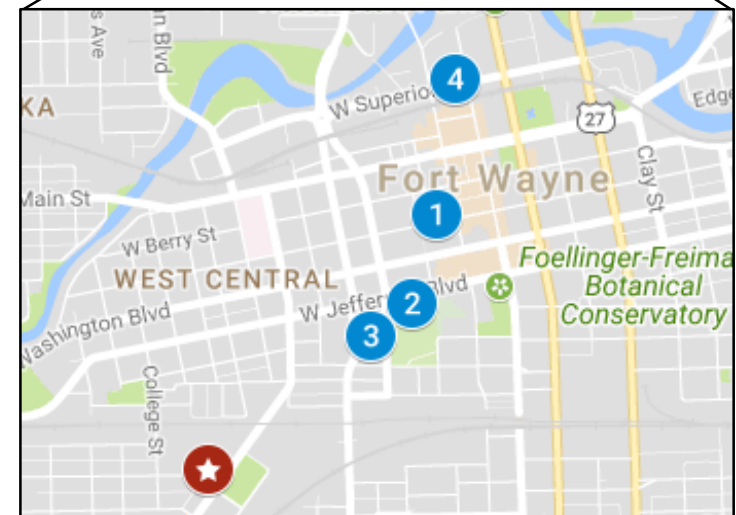 s Ave
n Blvd
4
KA
W Superio
27
Edge
Clay St
Fort Wayne
Main St
1
W Berry St
WEST CENTRAL
Foellinger-Freima
Botanical
Conservatory
W Jeffer
Blvd
2
3
Washington Blvd
College St